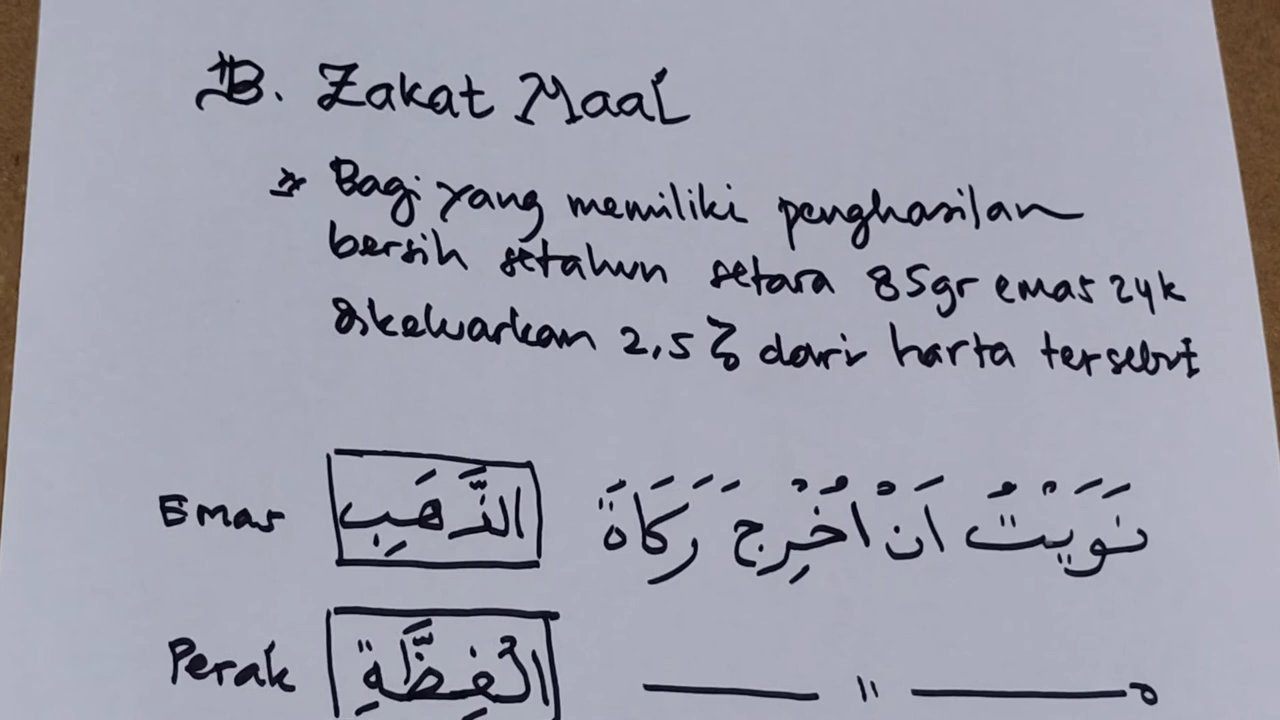 B. Zakat Maal
* Bagi yang memiliki penghasilan
bersih setahun setara 85gr emas 24k
dikeluarkan 2,5% dari harta tersebut
Emas الذَّهَبِ نَوَيْتُ اَنْ اُخْرِجَ زَكَاةَ
Perak الْفِظَّةِ — " —